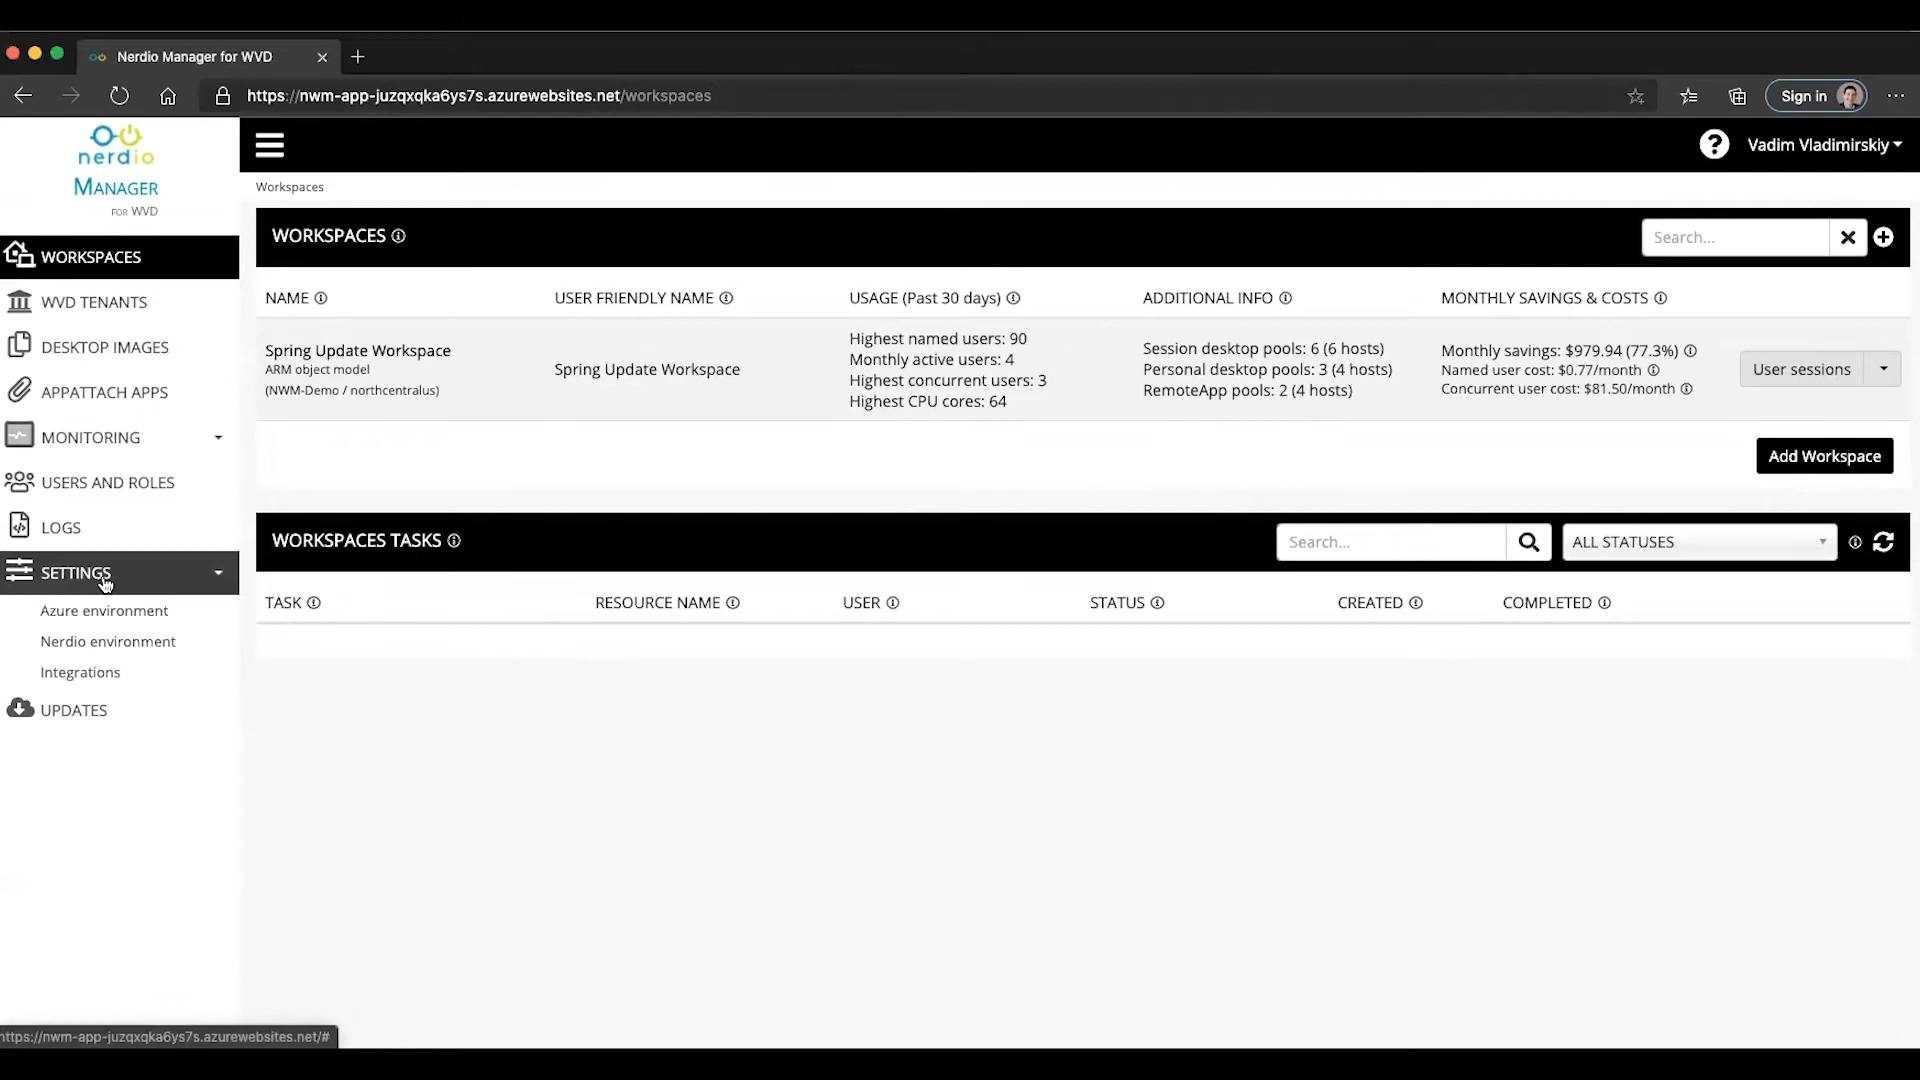 Nerdio Manager for WVD
https://nwm-app-juzqxqka6ys7s.azurewebsites.net/workspaces
Sign in
nerdio
MANAGER
FOR WVD
Vadim Vladimirskiy
WORKSPACES
WVD TENANTS
DESKTOP IMAGES
APPATTACH APPS
MONITORING
USERS AND ROLES
LOGS
SETTINGS
Azure environment
Nerdio environment
Integrations
UPDATES
Workspaces
WORKSPACES
Search...
NAME USER FRIENDLY NAME USAGE (Past 30 days) ADDITIONAL INFO MONTHLY SAVINGS & COSTS
Spring Update Workspace
ARM object model
(NWM-Demo / northcentralus)
Spring Update Workspace
Highest named users: 90
Monthly active users: 4
Highest concurrent users: 3
Highest CPU cores: 64
Session desktop pools: 6 (6 hosts)
Personal desktop pools: 3 (4 hosts)
RemoteApp pools: 2 (4 hosts)
Monthly savings: $979.94 (77.3%)
Named user cost: $0.77/month
Concurrent user cost: $81.50/month
User sessions
Add Workspace
WORKSPACES TASKS
Search...
ALL STATUSES
TASK RESOURCE NAME USER STATUS CREATED COMPLETED
https://nwm-app-juzqxqka6ys7s.azurewebsites.net/#